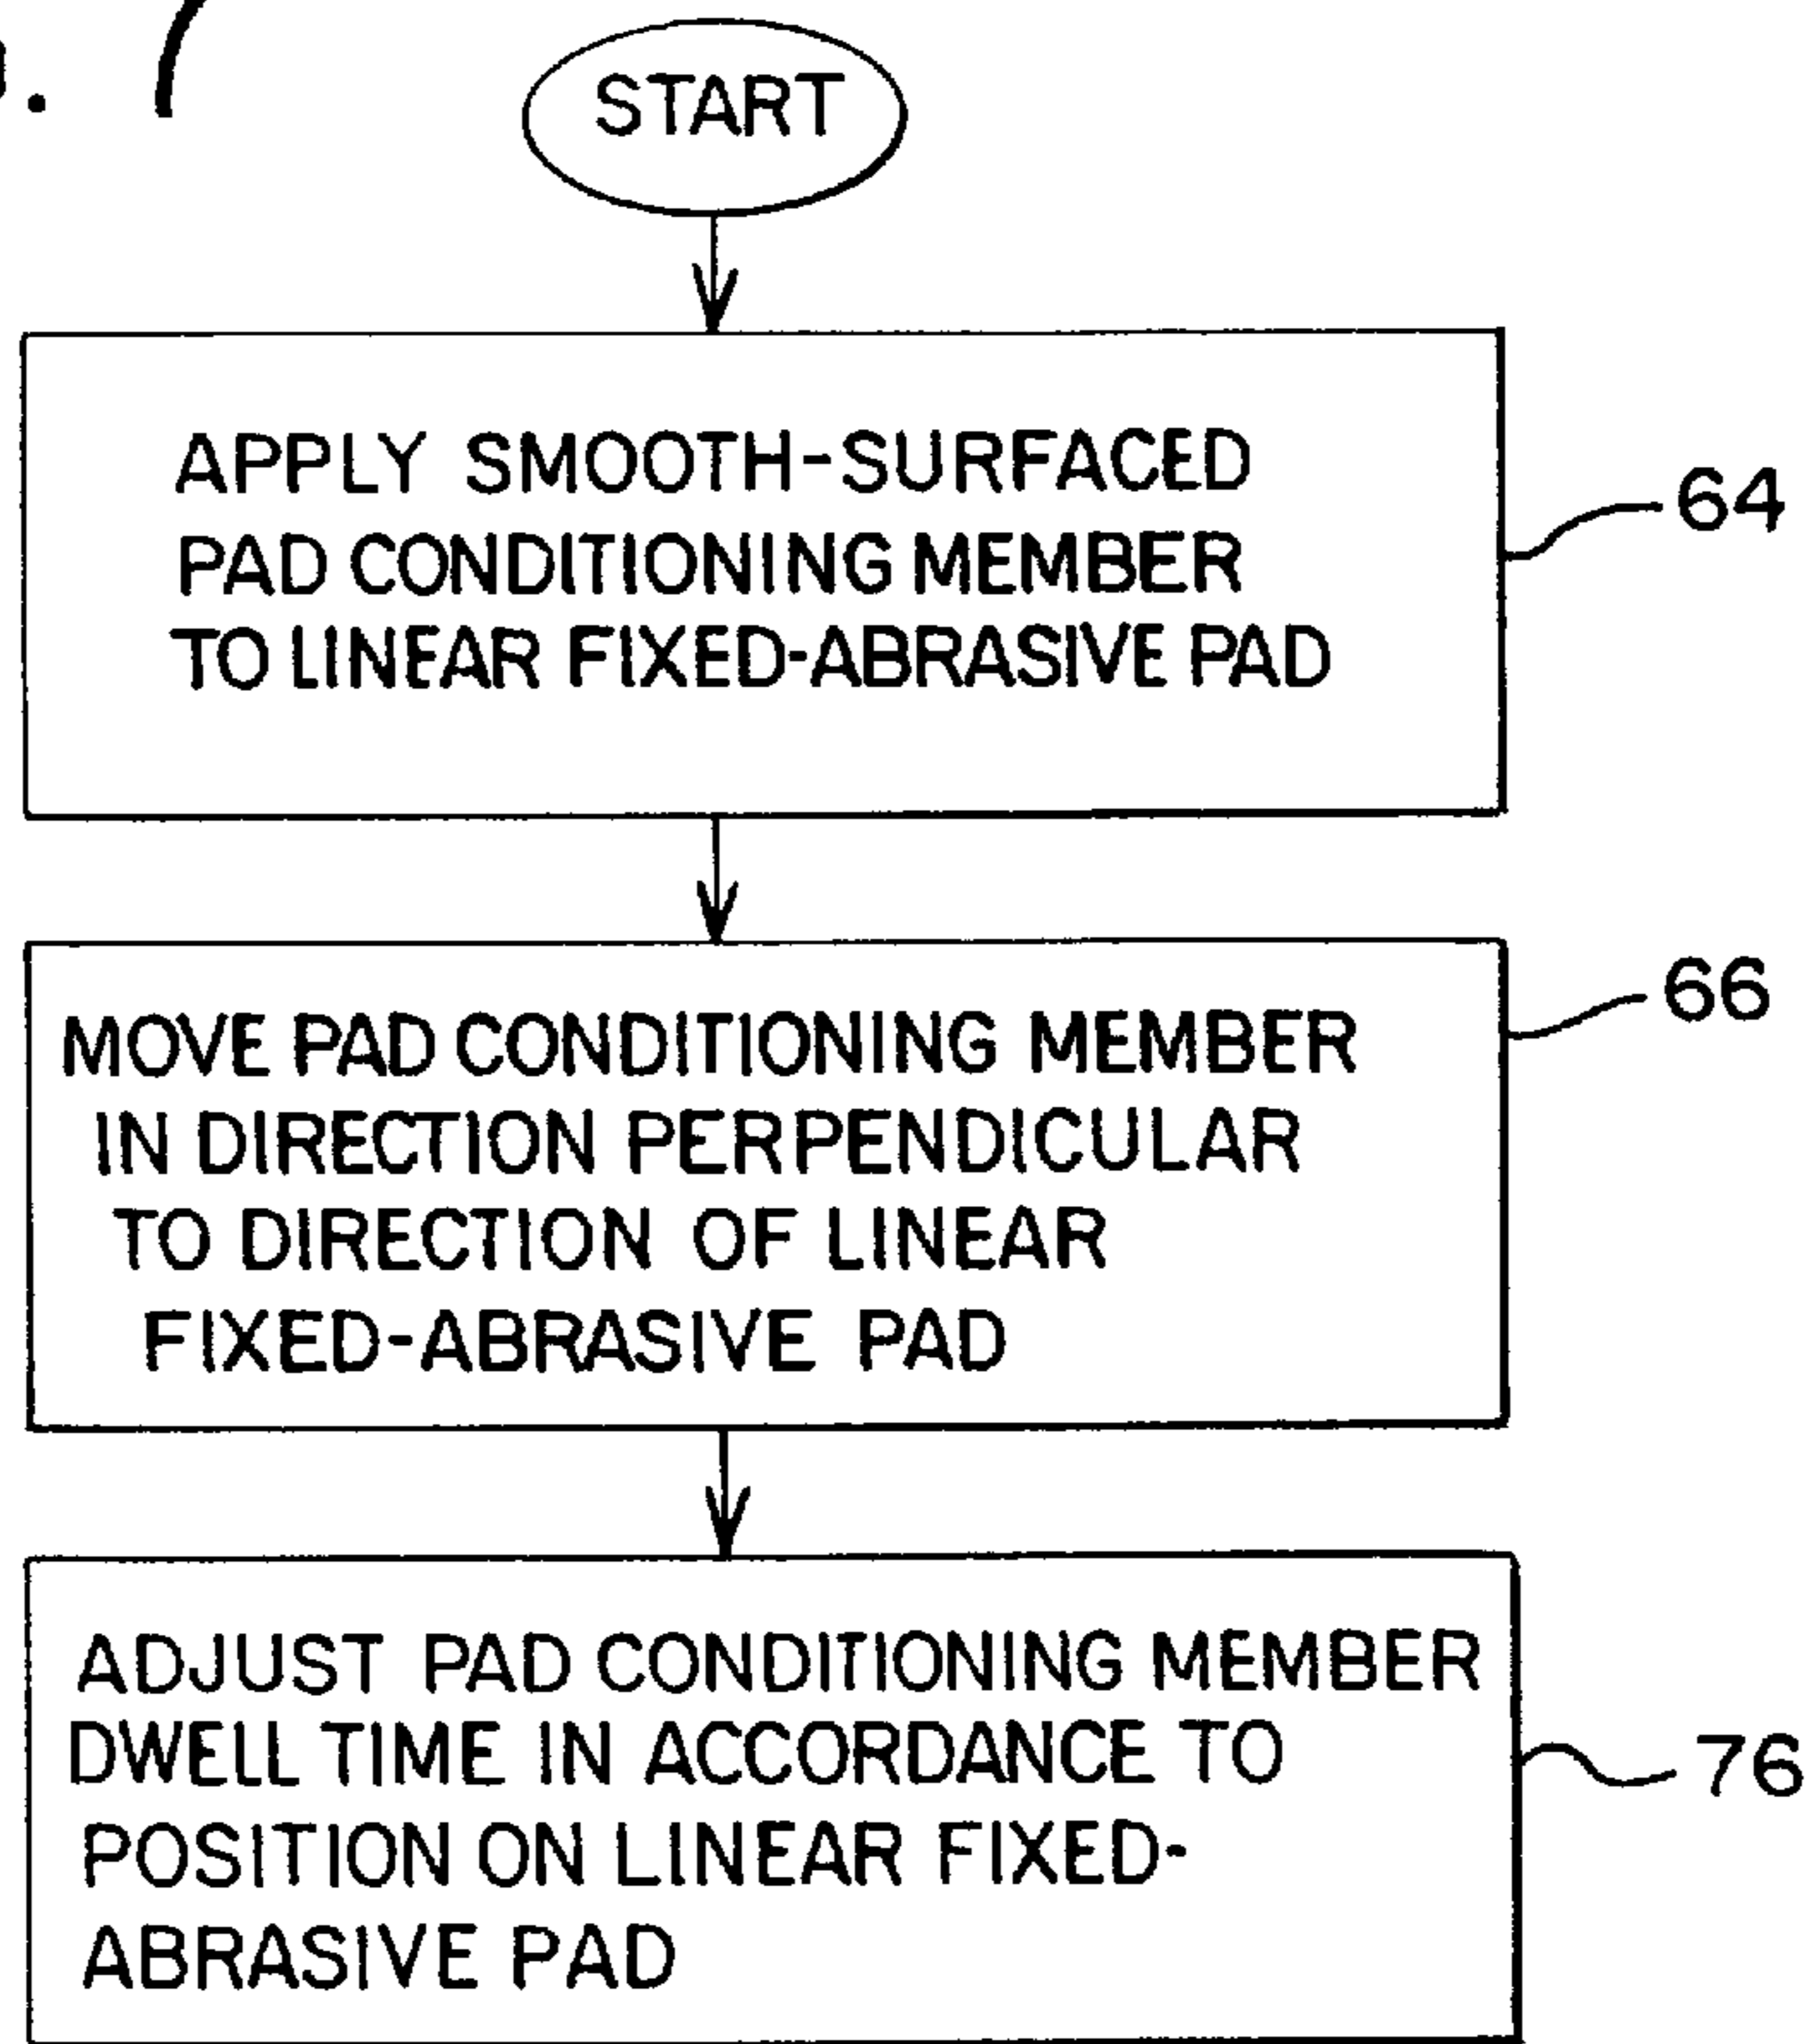 . 7
START
APPLY SMOOTH-SURFACED
PAD CONDITIONING MEMBER
TO LINEAR FIXED-ABRASIVE PAD
64
MOVE PAD CONDITIONING MEMBER
IN DIRECTION PERPENDICULAR
TO DIRECTION OF LINEAR
FIXED-ABRASIVE PAD
66
ADJUST PAD CONDITIONING MEMBER
DWELL TIME IN ACCORDANCE TO
POSITION ON LINEAR FIXED-
ABRASIVE PAD
76